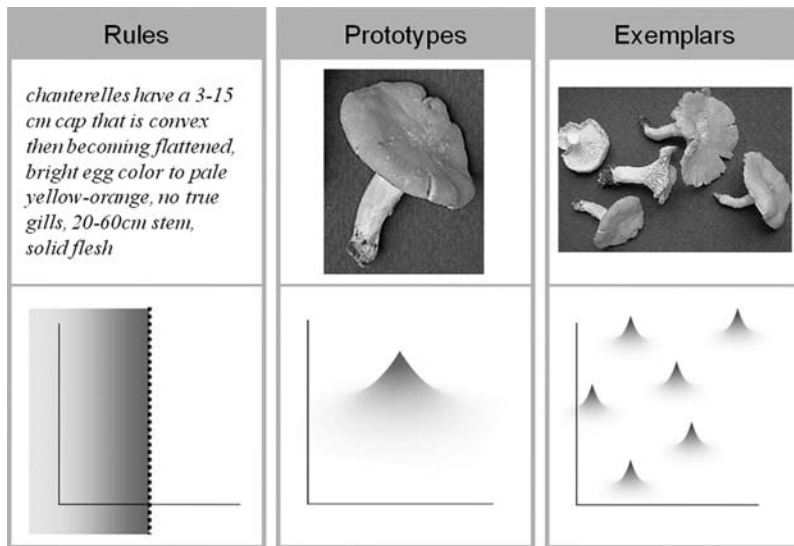 Rules
Prototypes
Exemplars
chanterelles have a 3-15
cm cap that is convex
then becoming flattened,
bright egg color to pale
yellow-orange, no true
gills, 20-60cm stem,
solid flesh